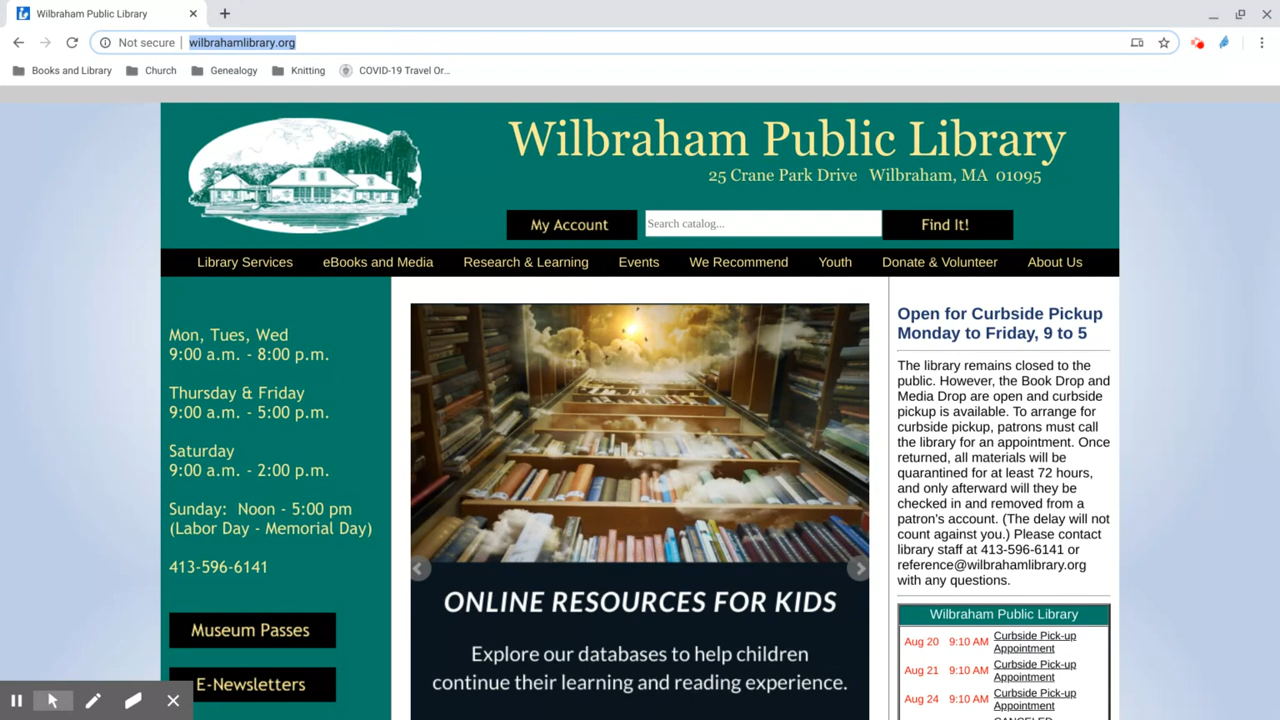 Wilbraham Public Library
Not secure | wilbrahamlibrary.org
Books and Library Church Genealogy Knitting COVID-19 Travel Or...
Wilbraham Public Library
25 Crane Park Drive Wilbraham, MA 01095
My Account Search catalog... Find It!
Library Services eBooks and Media Research & Learning Events We Recommend Youth Donate & Volunteer About Us
Mon, Tues, Wed
9:00 a.m. - 8:00 p.m.
Thursday & Friday
9:00 a.m. - 5:00 p.m.
Saturday
9:00 a.m. - 2:00 p.m.
Sunday: Noon - 5:00 pm
(Labor Day - Memorial Day)
413-596-6141
Museum Passes
E-Newsletters
ONLINE RESOURCES FOR KIDS
Explore our databases to help children
continue their learning and reading experience.
Open for Curbside Pickup
Monday to Friday, 9 to 5
The library remains closed to the
public. However, the Book Drop and
Media Drop are open and curbside
pickup is available. To arrange for
curbside pickup, patrons must call
the library for an appointment. Once
returned, all materials will be
quarantined for at least 72 hours,
and only afterward will they be
checked in and removed from a
patron's account. (The delay will not
count against you.) Please contact
library staff at 413-596-6141 or
reference@wilbrahamlibrary.org
with any questions.
Wilbraham Public Library
Aug 20 9:10 AM Curbside Pick-up
Appointment
Aug 21 9:10 AM Curbside Pick-up
Appointment
Aug 24 9:10 AM Curbside Pick-up
Appointment
CANCELED